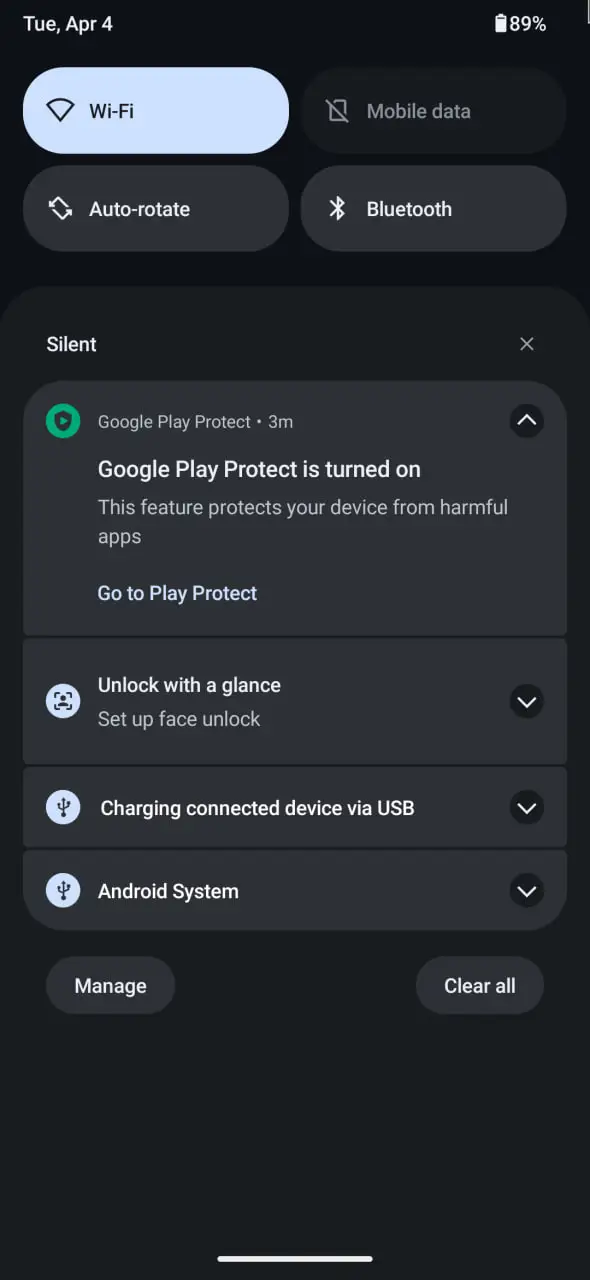 Tue, Apr 4 89%
Wi-Fi Mobile data
Auto-rotate Bluetooth
Silent
Google Play Protect • 3m
Google Play Protect is turned on
This feature protects your device from harmful
apps
Go to Play Protect
Unlock with a glance
Set up face unlock
Charging connected device via USB
Android System
Manage Clear all